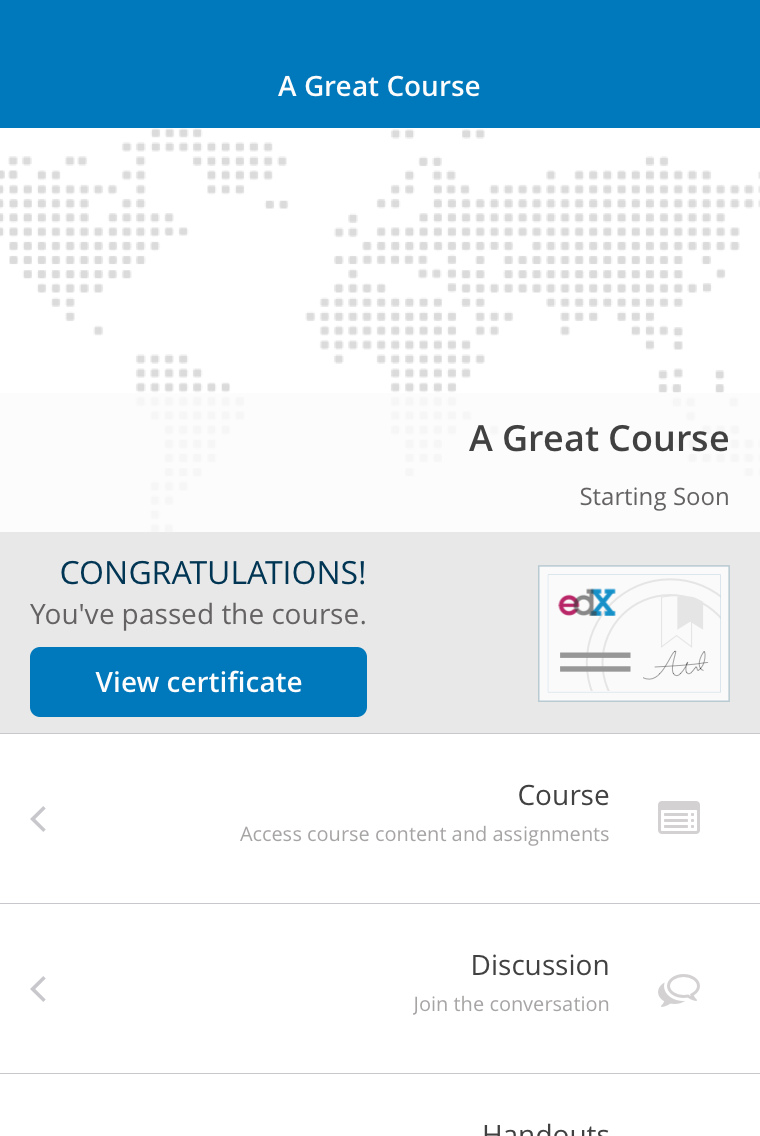 A Great Course
A Great Course
Starting Soon
CONGRATULATIONS!
You've passed the course.
View certificate
edX
Course
Access course content and assignments
Discussion
Join the conversation
Handouts